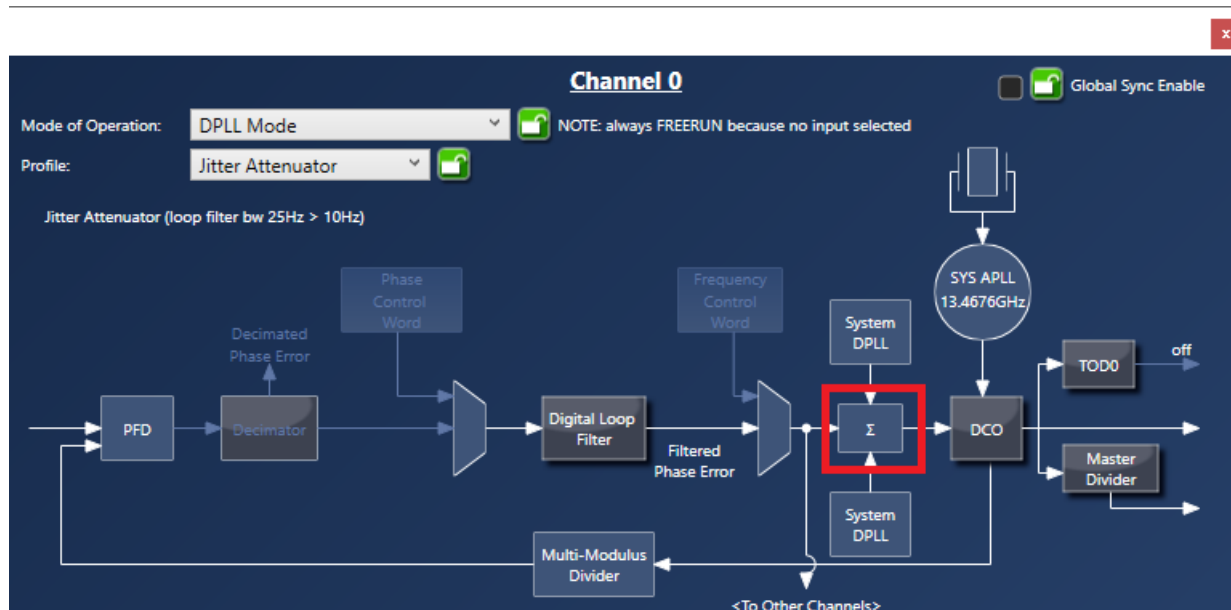 x
Channel 0
Global Sync Enable
Mode of Operation:
DPLL Mode
NOTE: always FREERUN because no input selected
Profile:
Jitter Attenuator
Jitter Attenuator (loop filter bw 25Hz > 10Hz)
Phase
Control
Word
Frequency
Control
Word
SYS APLL
13.4676GHz
Decimated
Phase Error
System
DPLL
TOD0
off
PFD
Decimator
Digital Loop
Filter
Filtered
Phase Error
Σ
DCO
Master
Divider
System
DPLL
Multi-Modulus
Divider
<To Other Channels>